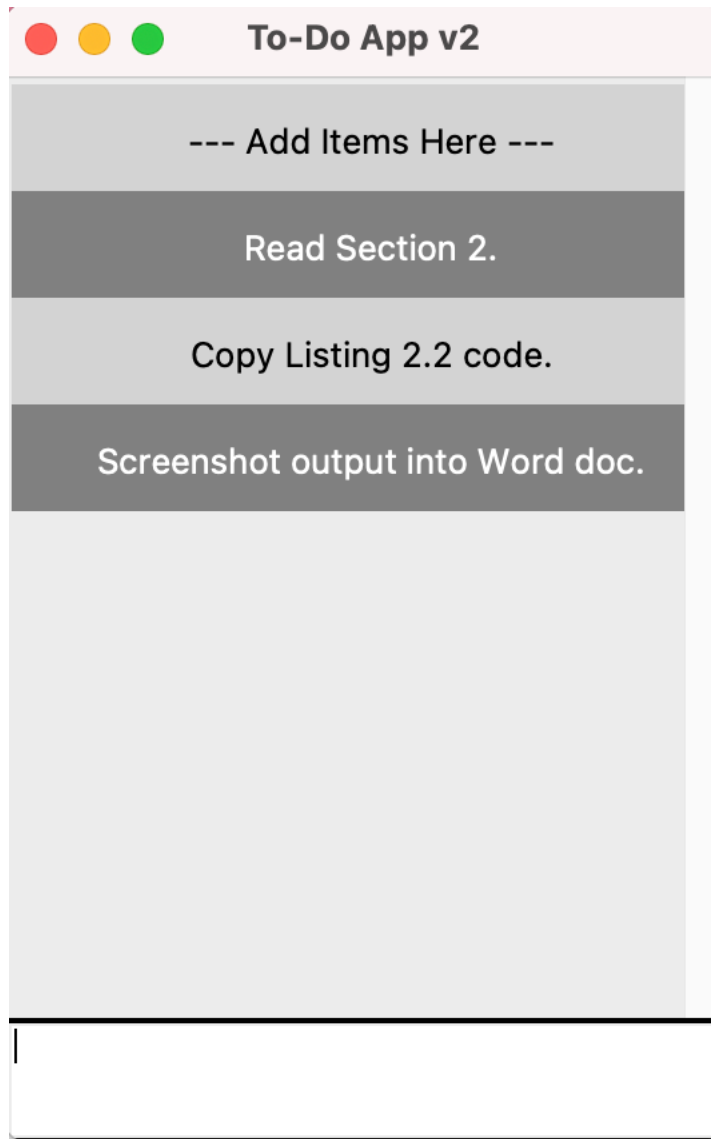 To-Do App v2
--- Add Items Here ---
Read Section 2.
Copy Listing 2.2 code.
Screenshot output into Word doc.